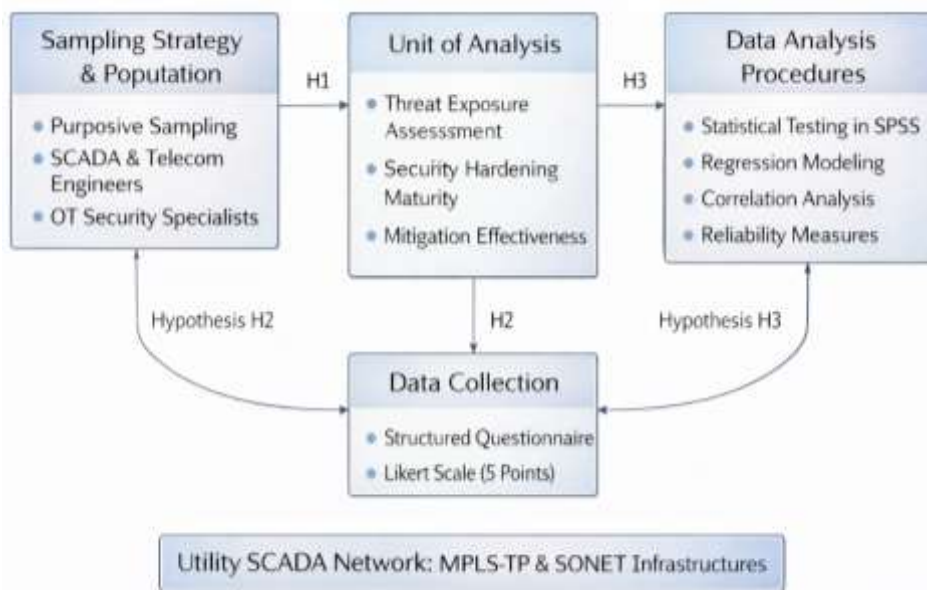 Sampling Strategy
& Poputation
Purposive Sampling
SCADA & Telecom
Engineers
OT Security Specialists
H1
Unit of Analysis
Threat Exposure
Assesssment
Security Hardening
Maturity
Mitigation Effectiveness
H3
Data Analysis
Procedures
Statistical Testing in SPSS
Regression Modeling
Correlation Analysis
Reliability Measures
Hypothesis H2
H2
Hypothesis H3
Data Collection
Structured Questionnaire
Likert Scale (5 Points)
Utility SCADA Network: MPLS-TP & SONET Infrastructures